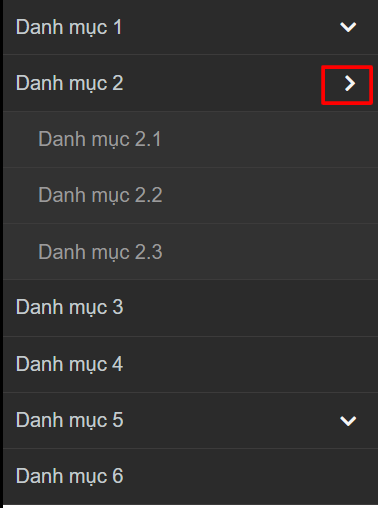 Danh mục 1
Danh mục 2
Danh mục 2.1
Danh mục 2.2
Danh mục 2.3
Danh mục 3
Danh mục 4
Danh mục 5
Danh mục 6